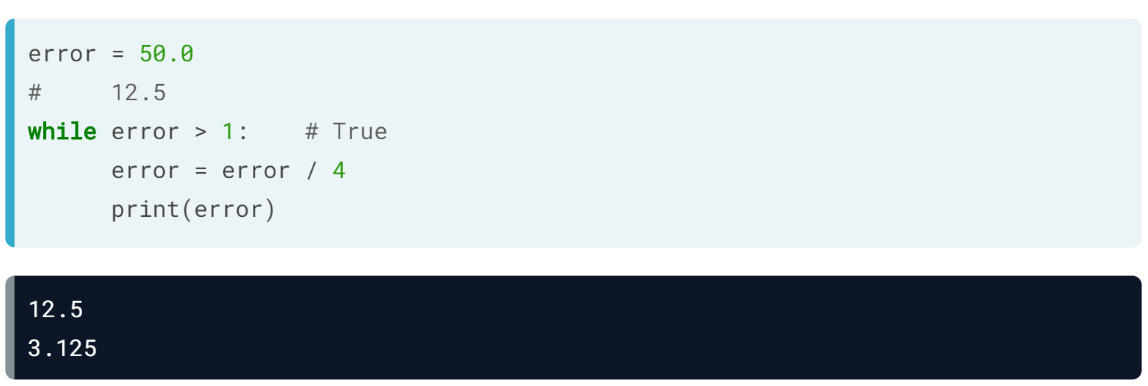 error = 50.0
#     12.5
while error > 1:    # True
      error = error / 4
      print(error)
12.5
3.125